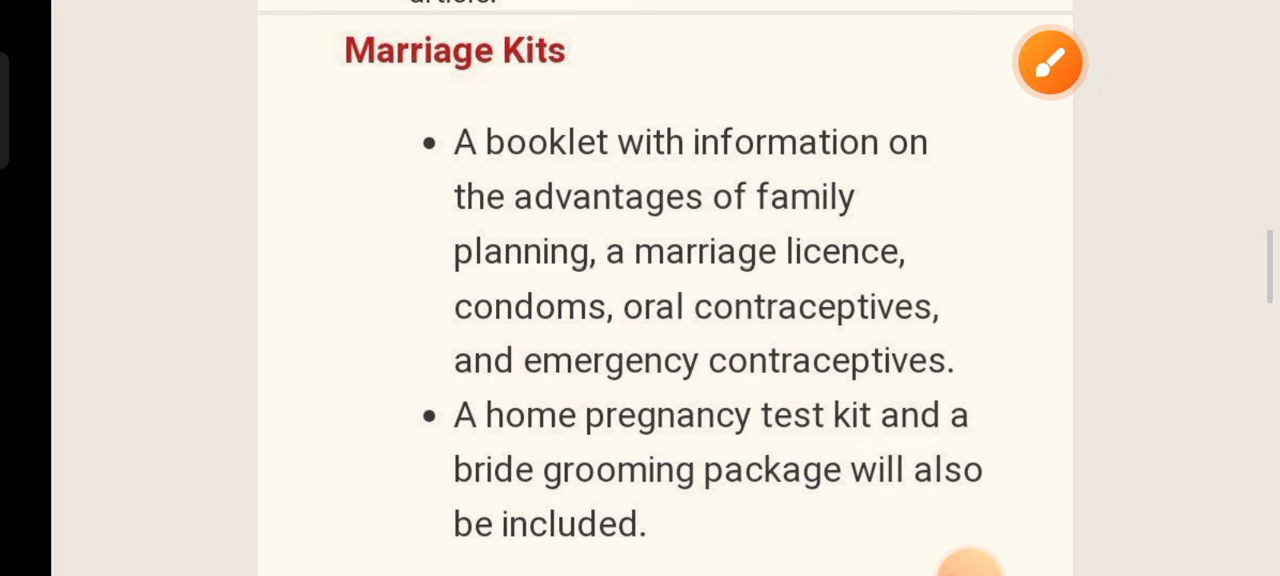 Marriage Kits
• A booklet with information on
the advantages of family
planning, a marriage licence,
condoms, oral contraceptives,
and emergency contraceptives.
• A home pregnancy test kit and a
bride grooming package will also
be included.